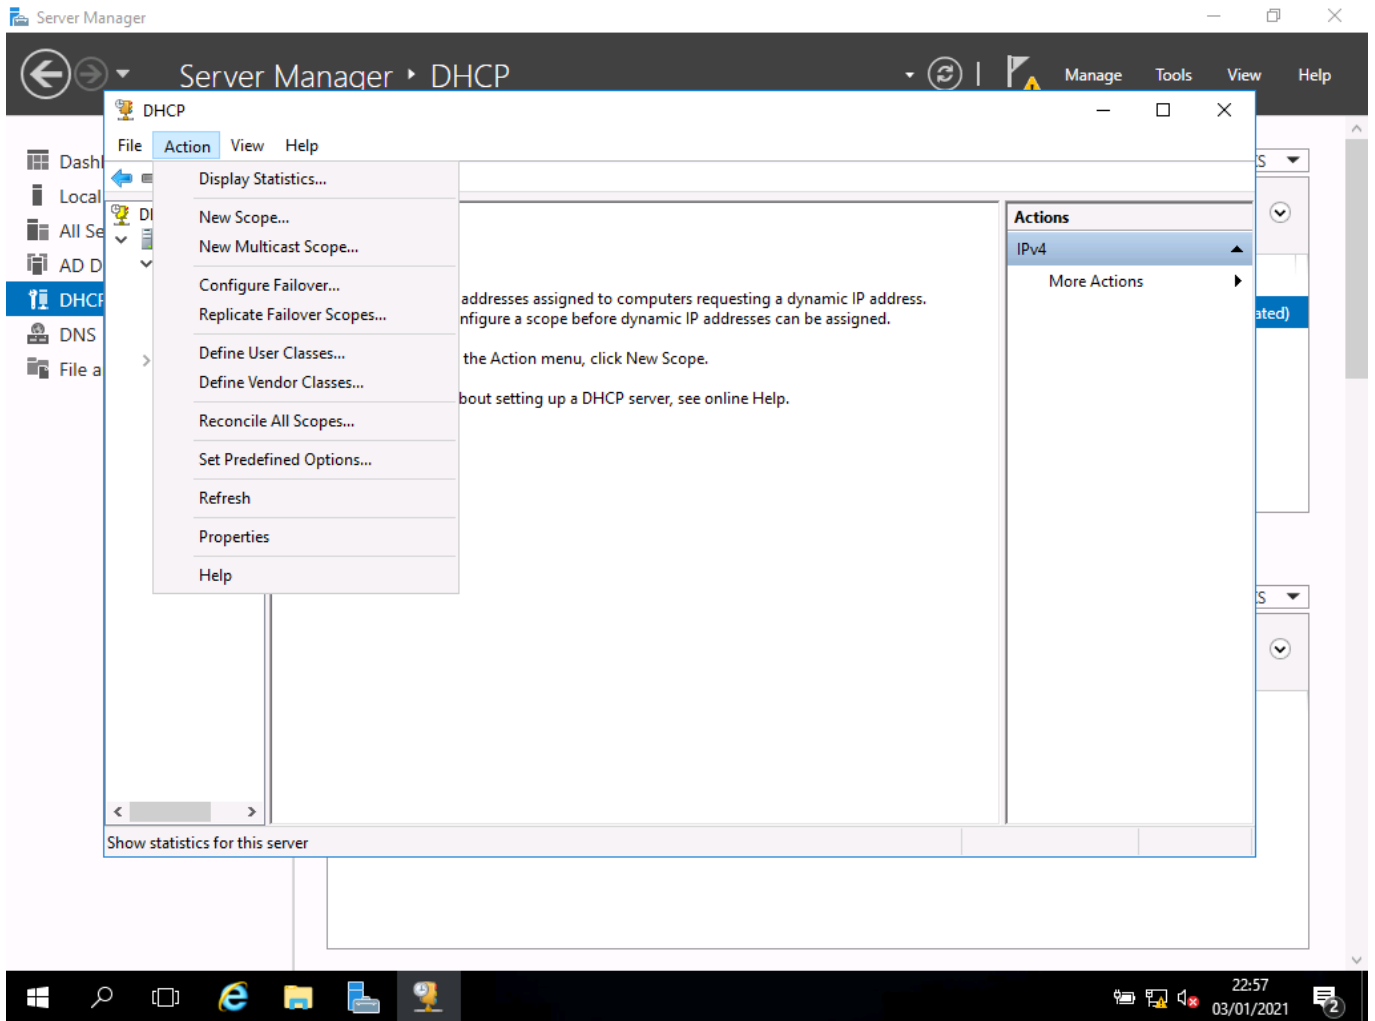 Server Manager
Server Manager DHCP
Manage Tools View Help
DHCP
File Action View Help
Dashl
Local
All Se
AD D
DHCF
DNS
File a
DI
Display Statistics...
New Scope...
New Multicast Scope...
Configure Failover...
Replicate Failover Scopes...
Define User Classes...
Define Vendor Classes...
Reconcile All Scopes...
Set Predefined Options...
Refresh
Properties
Help
addresses assigned to computers requesting a dynamic IP address.
nfigure a scope before dynamic IP addresses can be assigned.
the Action menu, click New Scope.
bout setting up a DHCP server, see online Help.
Actions
IPv4
More Actions
S
ated)
S
Show statistics for this server
22:57
03/01/2021
2